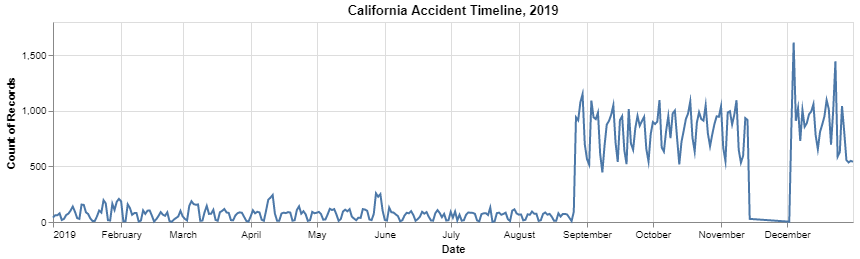 California Accident Timeline, 2019
Count of Records
1,500
1,000
500
0
2019 February March April May June July August September October November December
Date